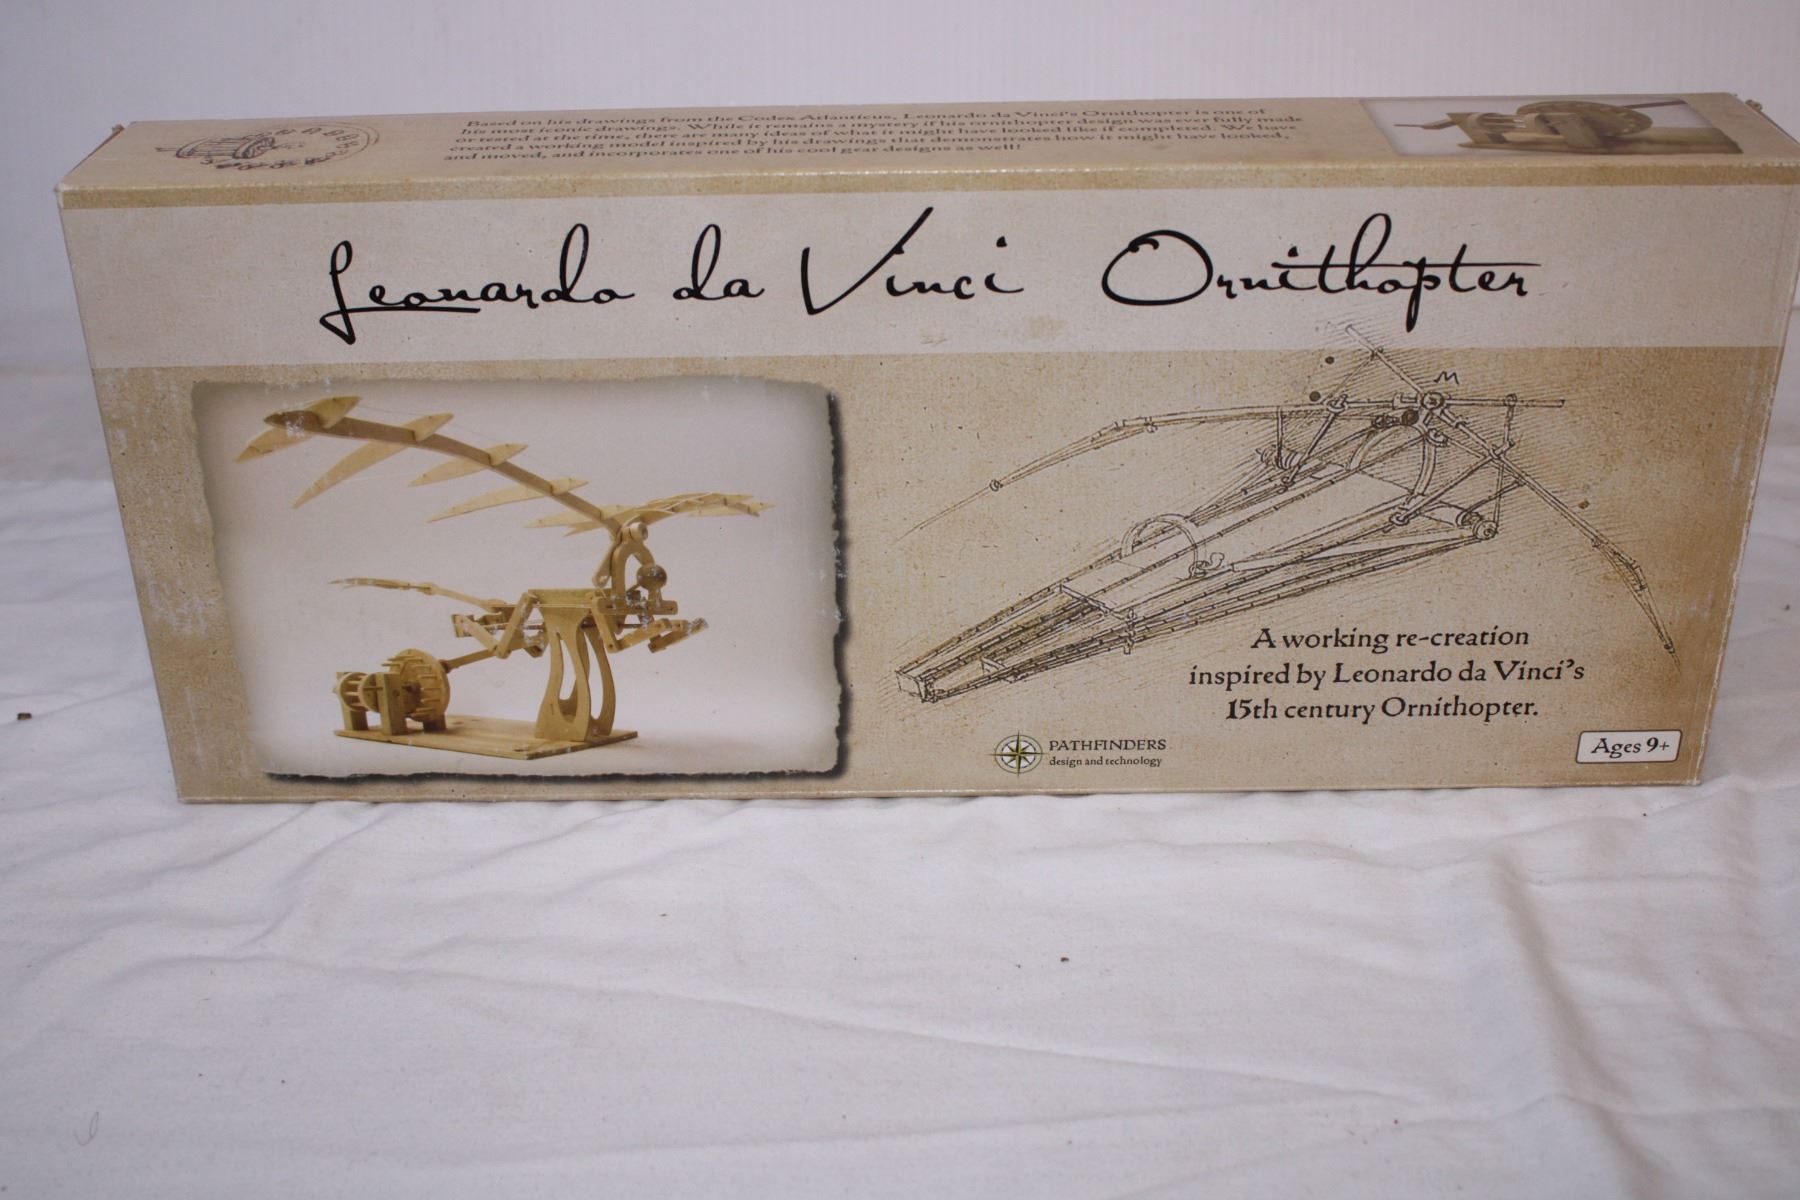 Based on his drawings from the Codex Atlanticus, Leonardo da Vinci's Ornithopter is one of
his most iconic drawings. While it remains a mystery if his ornithopter design was ever fully made
or tested at the time, there are many ideas of what it might have looked like if completed. We have
created a working model inspired by his drawings that demonstrates how it might have looked,
and moved, and incorporates one of his cool gear designs as well!
Leonardo da Vinci Ornithopter
M
A working re-creation
inspired by Leonardo da Vinci's
15th century Ornithopter.
PATHFINDERS
design and technology
Ages 9+